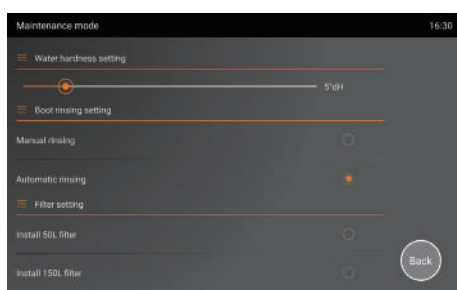 Maintenance mode 16:30
Water hardness setting
5°dH
Boot rinsing setting
Manual rinsing
Automatic rinsing
Filter setting
Install 50L filter
Install 150L filter
Back